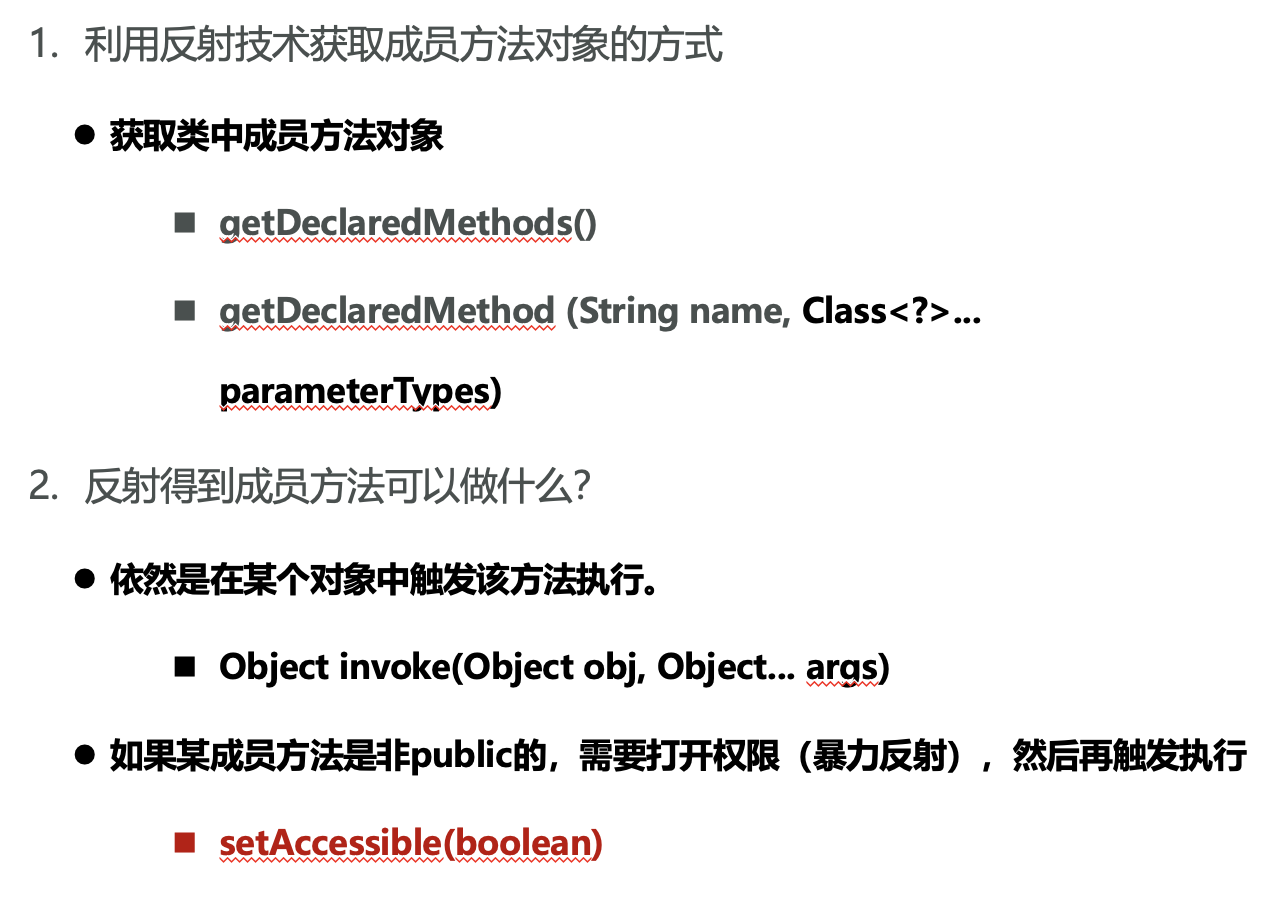 1. 利用反射技术获取成员方法对象的方式
● 获取类中成员方法对象
■ getDeclaredMethods()
■ getDeclaredMethod (String name, Class<?>...
parameterTypes)
2. 反射得到成员方法可以做什么？
● 依然是在某个对象中触发该方法执行。
■ Object invoke(Object obj, Object... args)
● 如果某成员方法是非public的，需要打开权限（暴力反射），然后再触发执行
■ setAccessible(boolean)